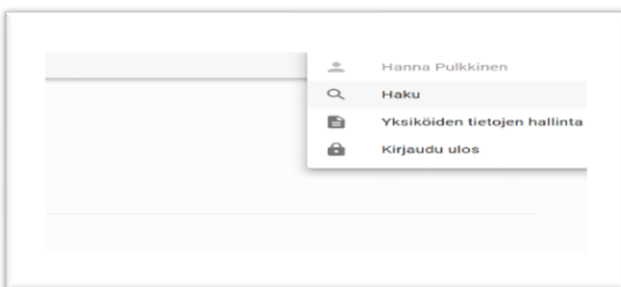 Hanna Pulkkinen
Haku
Yksiköiden tietojen hallinta
Kirjaudu ulos